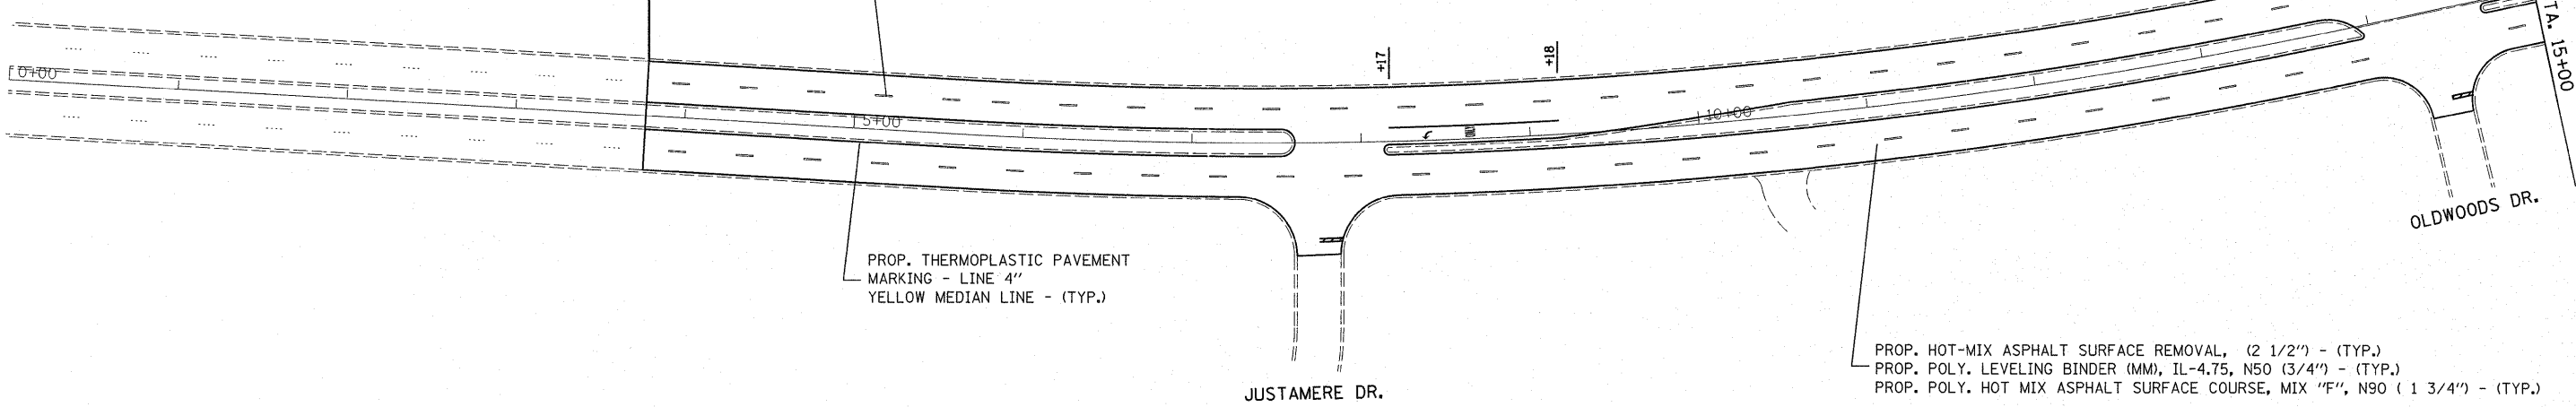 0+00
5+00
+17
+18
10+00
TA. 15+00
OLDWOODS DR.
PROP. THERMOPLASTIC PAVEMENT
MARKING - LINE 4"
YELLOW MEDIAN LINE - (TYP.)
JUSTAMERE DR.
PROP. HOT-MIX ASPHALT SURFACE REMOVAL, (2 1/2") - (TYP.)
PROP. POLY. LEVELING BINDER (MM), IL-4.75, N50 (3/4") - (TYP.)
PROP. POLY. HOT MIX ASPHALT SURFACE COURSE, MIX "F", N90 ( 1 3/4") - (TYP.)